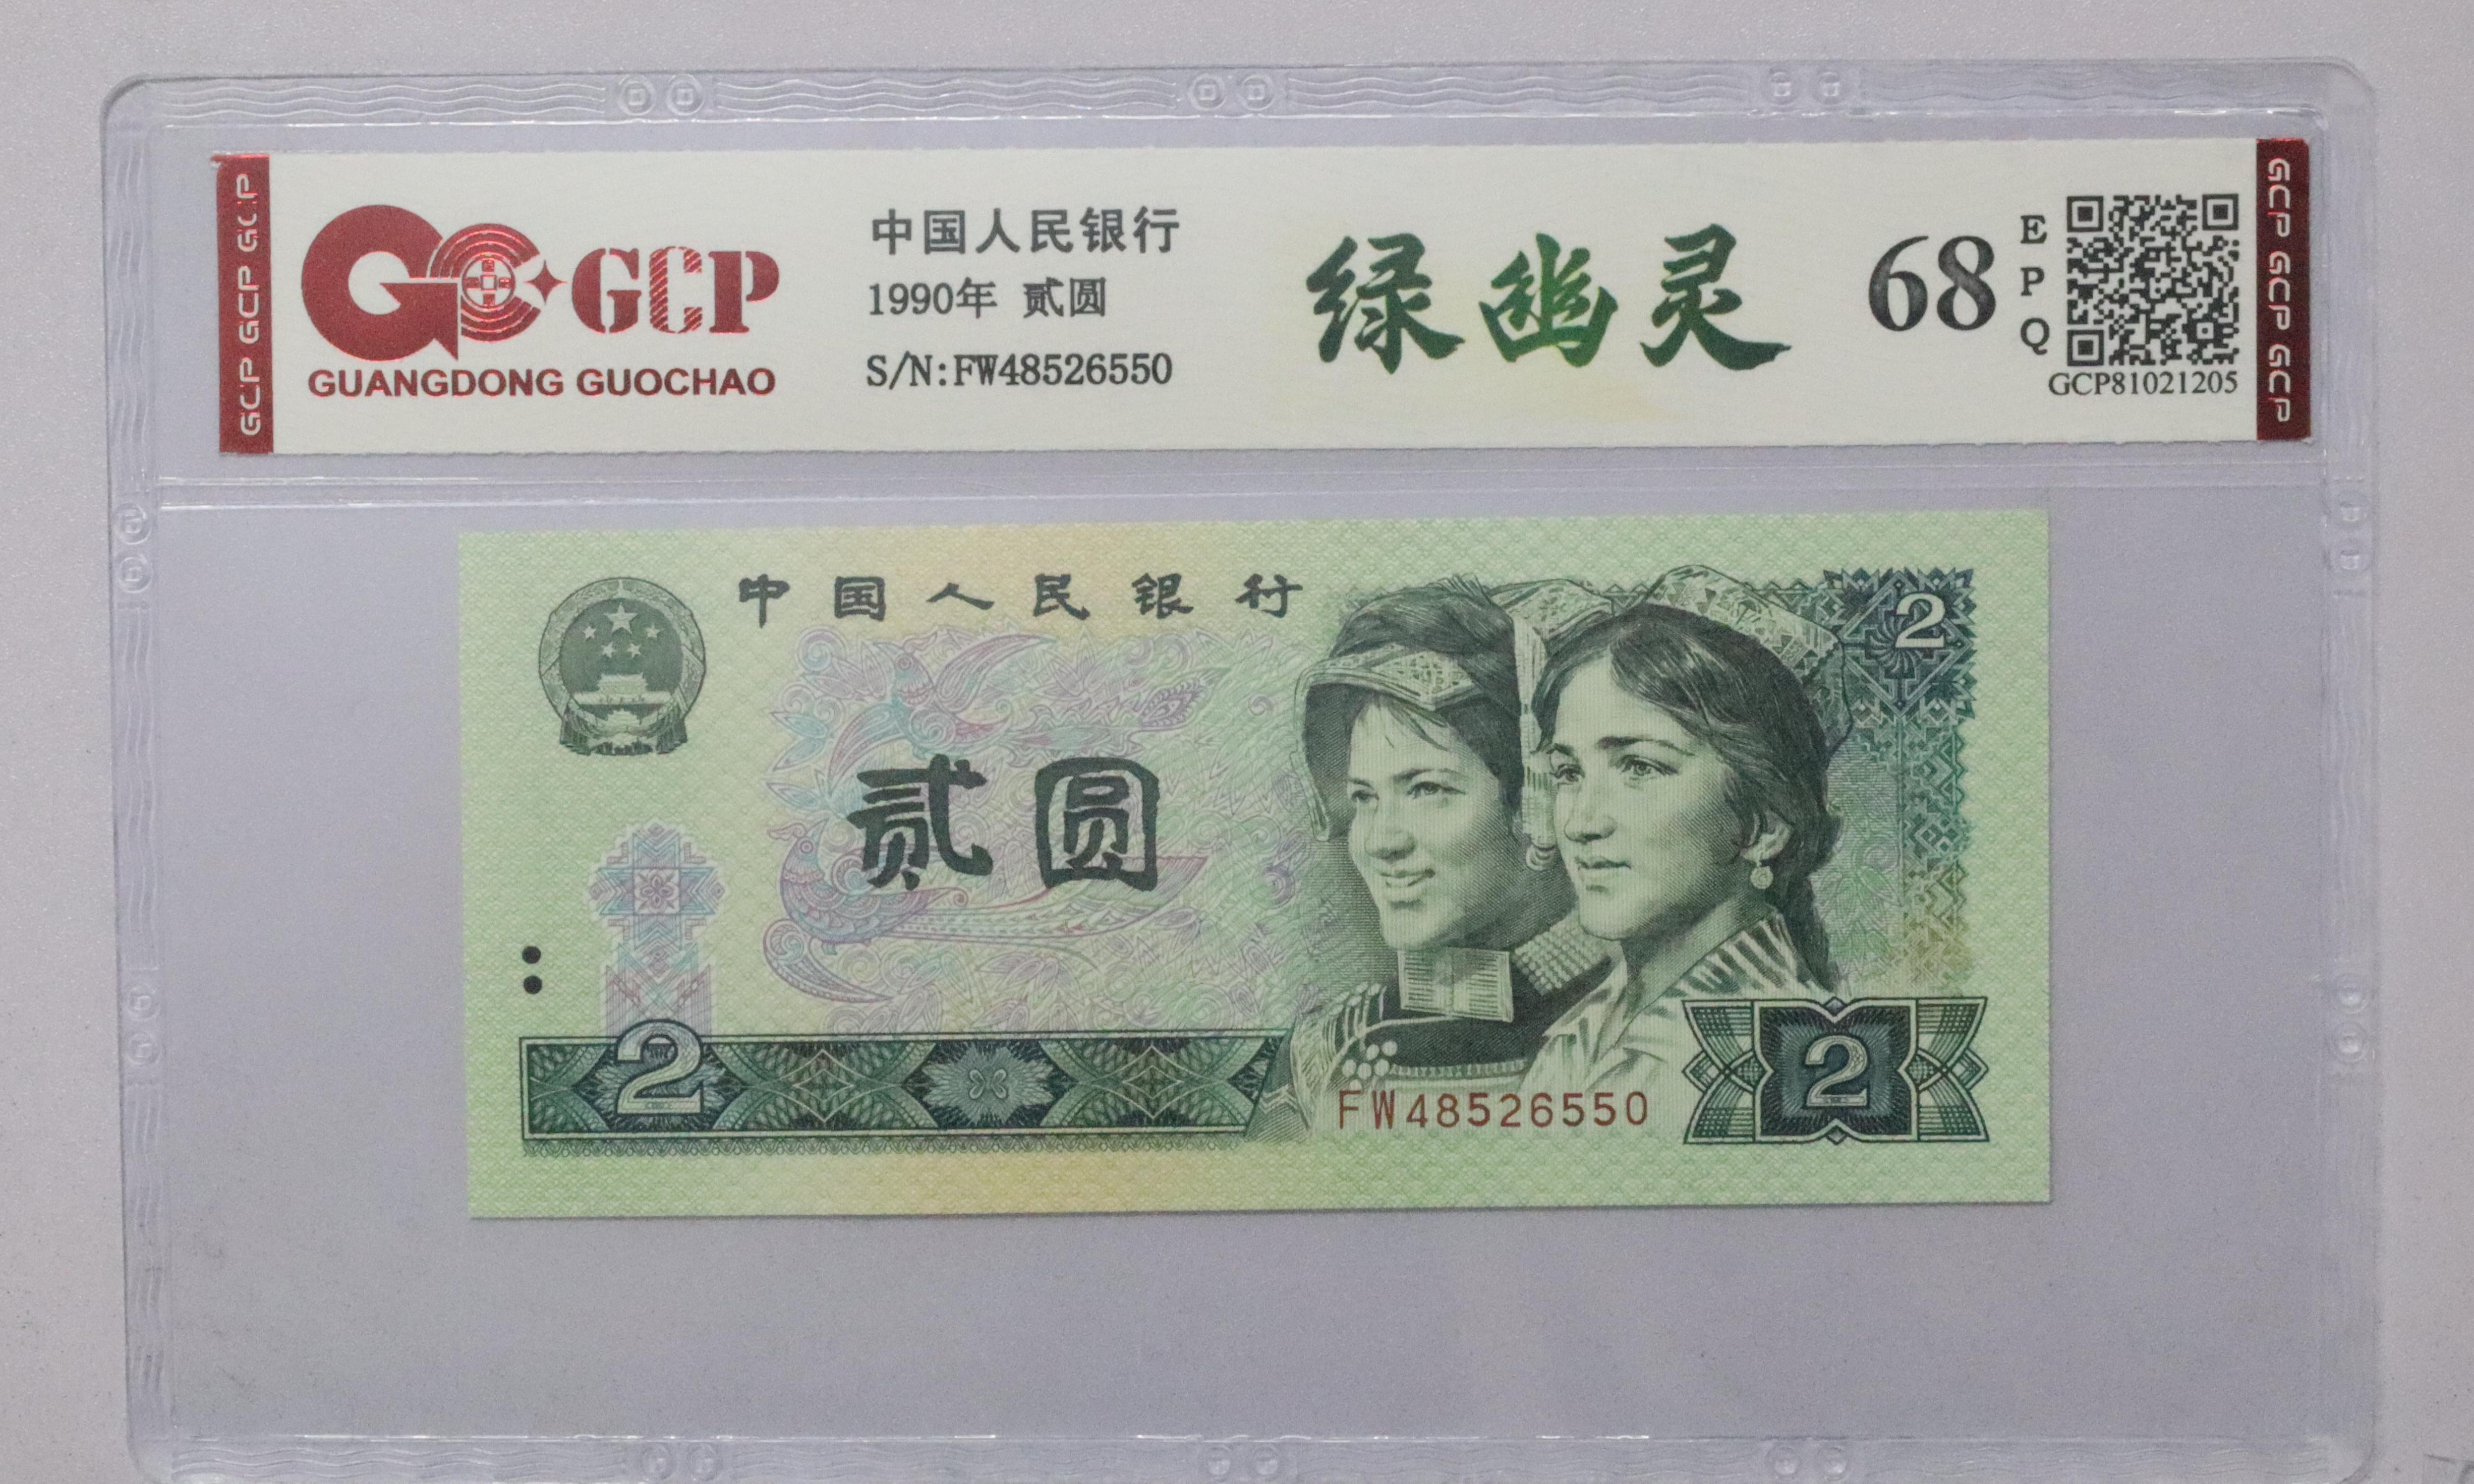 GCP GCP GCP
GCP
GUANGDONG GUOCHAO
中国人民银行
1990年 贰圆
S/N:FW48526550
绿幽灵
68
EPQ
GCP81021205
GCP GCP GCP
中国人民银行
2
贰圆
2
FW48526550
2